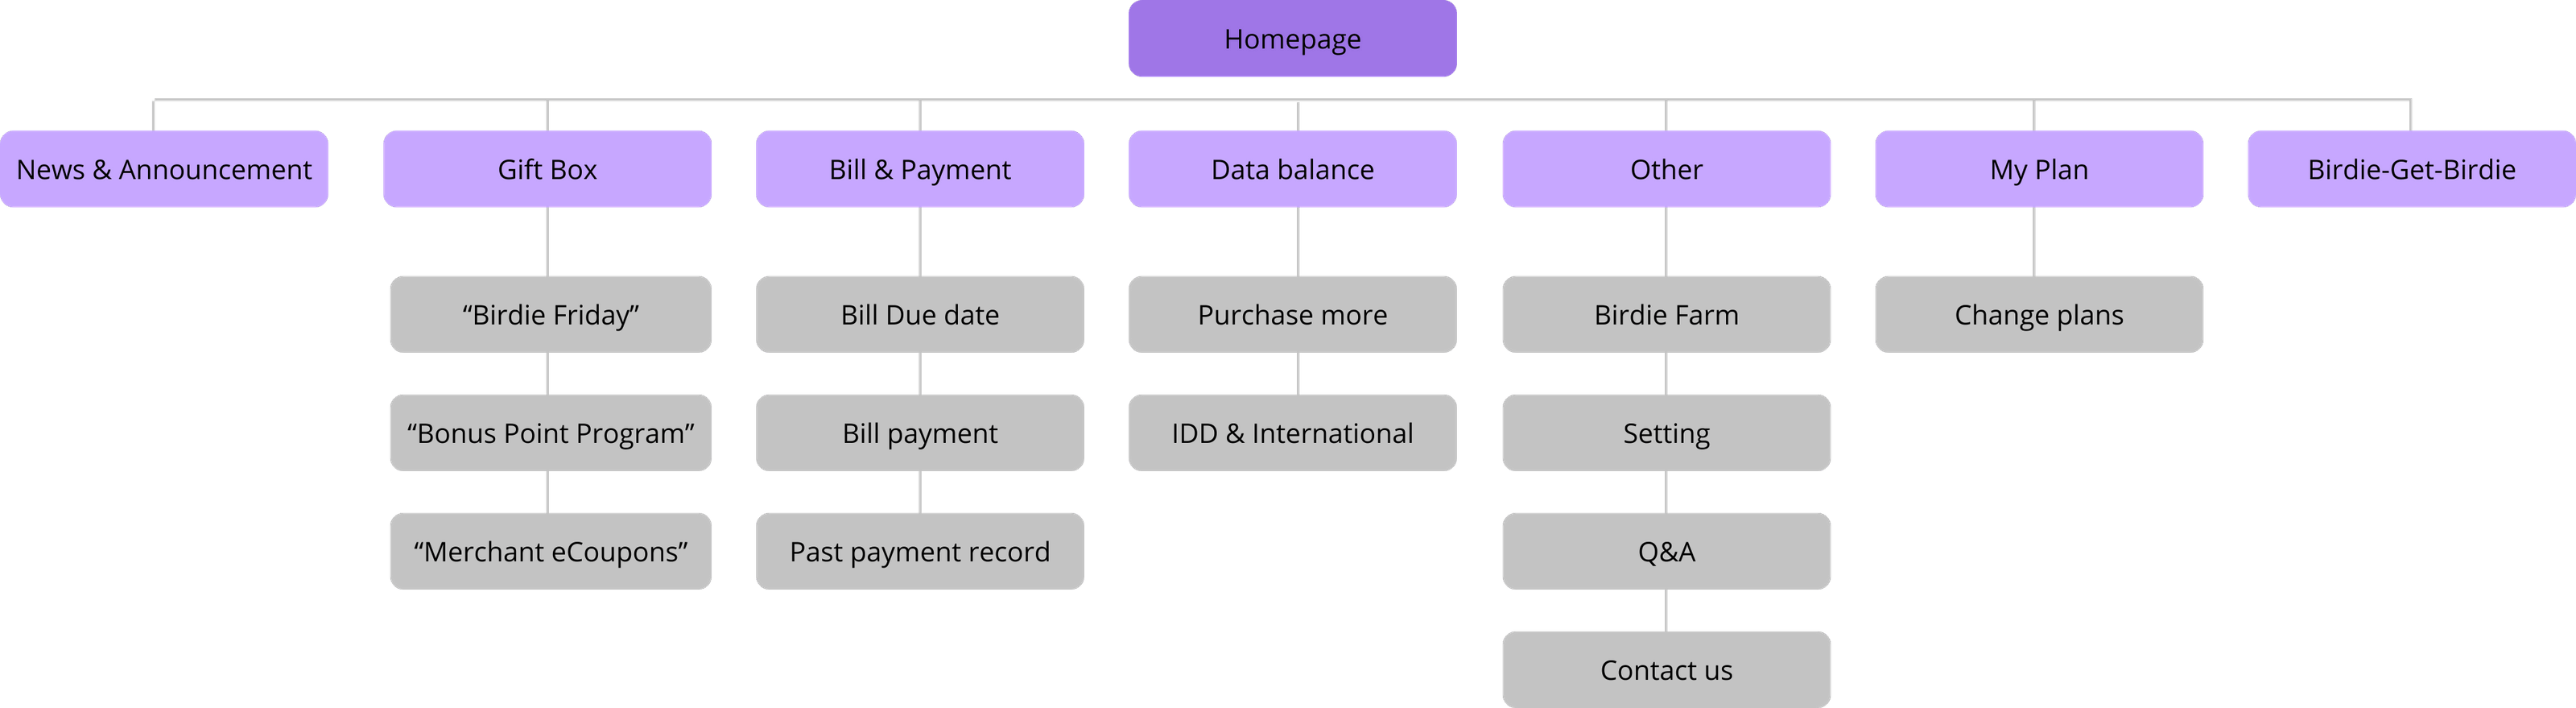 Homepage
News & Announcement
Gift Box
Bill & Payment
Data balance
Other
My Plan
Birdie-Get-Birdie
“Birdie Friday”
Bill Due date
Purchase more
Birdie Farm
Change plans
“Bonus Point Program”
Bill payment
IDD & International
Setting
“Merchant eCoupons”
Past payment record
Q&A
Contact us